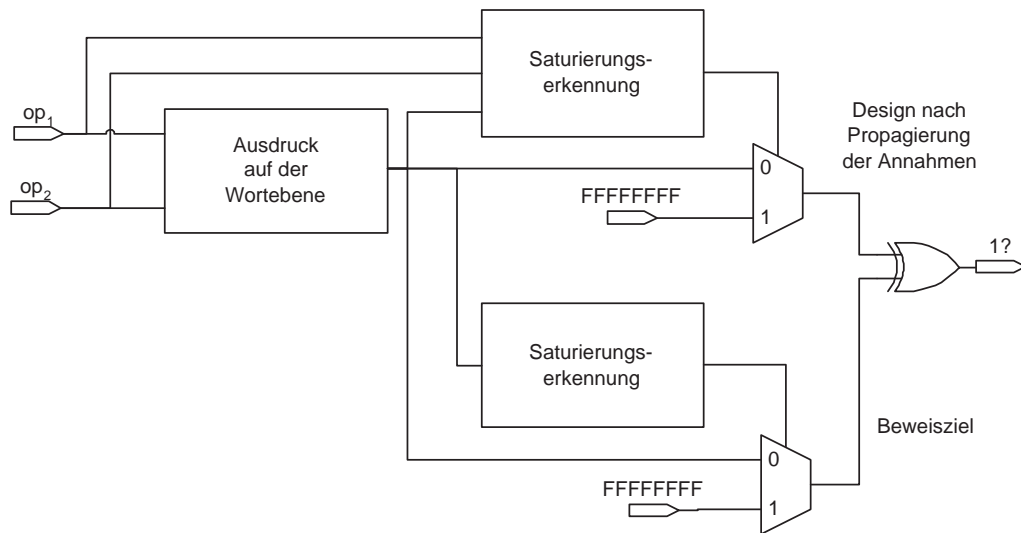 Saturierungs-
erkennung
op1
Ausdruck
auf der
Wortebene
op2
Design nach
Propagierung
der Annahmen
0
FFFFFFFF
1
1?
Saturierungs-
erkennung
Beweisziel
0
FFFFFFFF
1